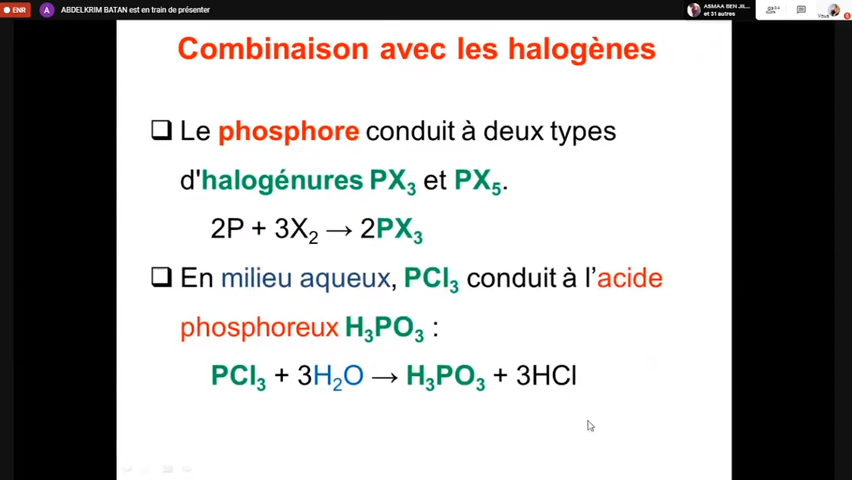 ENR
A ABDELKRIM BATAN est en train de présenter
ASMAA BEN JIL...
et 31 autres
Vous
Combinaison avec les halogènes
❑ Le phosphore conduit à deux types
d'halogénures PX₃ et PX₅.
2P + 3X₂ → 2PX₃
❑ En milieu aqueux, PCl₃ conduit à l’acide
phosphoreux H₃PO₃ :
PCl₃ + 3H₂O → H₃PO₃ + 3HCl